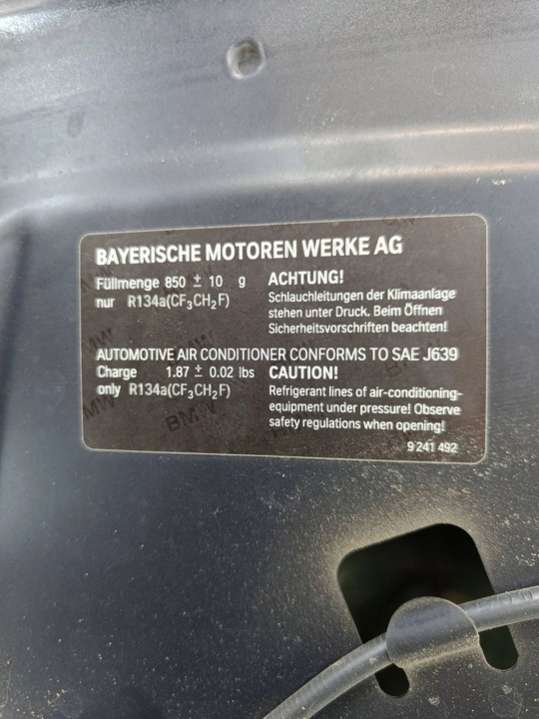 BAYERISCHE MOTOREN WERKE AG
Füllmenge 850 ± 10 g
nur R134a(CF₃CH₂F)
ACHTUNG!
Schlauchleitungen der Klimaanlage
stehen unter Druck. Beim Öffnen
Sicherheitsvorschriften beachten!
AUTOMOTIVE AIR CONDITIONER CONFORMS TO SAE J639
Charge 1.87 ± 0.02 lbs
only R134a(CF₃CH₂F)
CAUTION!
Refrigerant lines of air-conditioning-
equipment under pressure! Observe
safety regulations when opening!
9 241 492